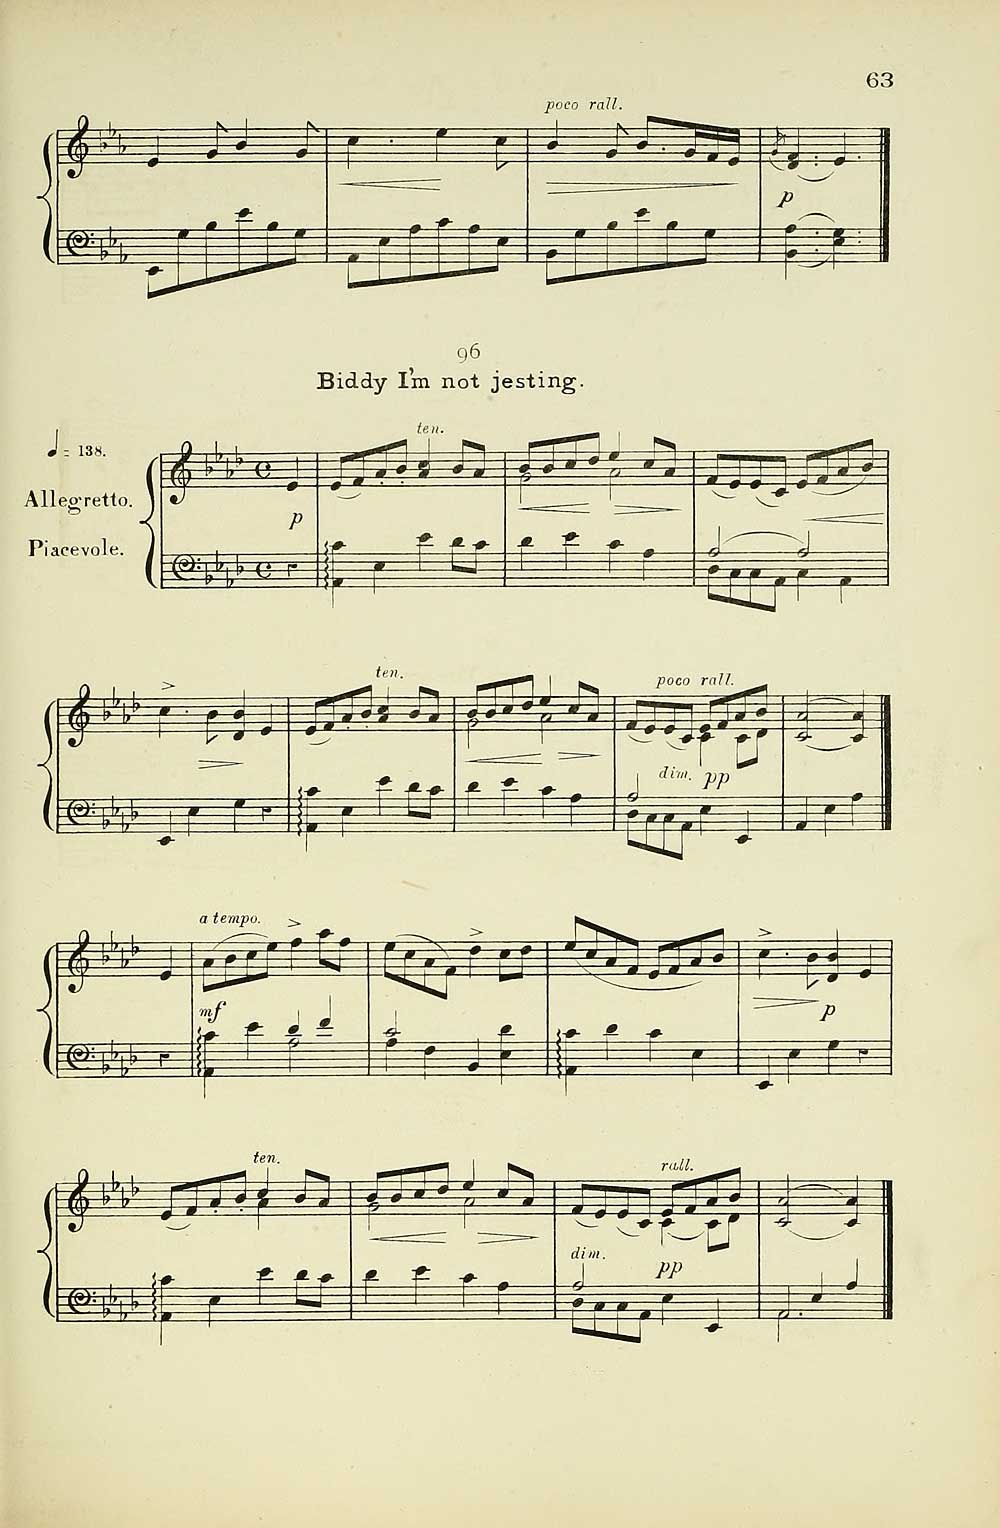 63
poco rall.
p
96
Biddy I'm not jesting.
♩ = 138.
Allegretto.
Piacevole.
ten.
p
ten.
poco rall.
dim. pp
a tempo.
mf
p
ten.
rall.
dim.
pp